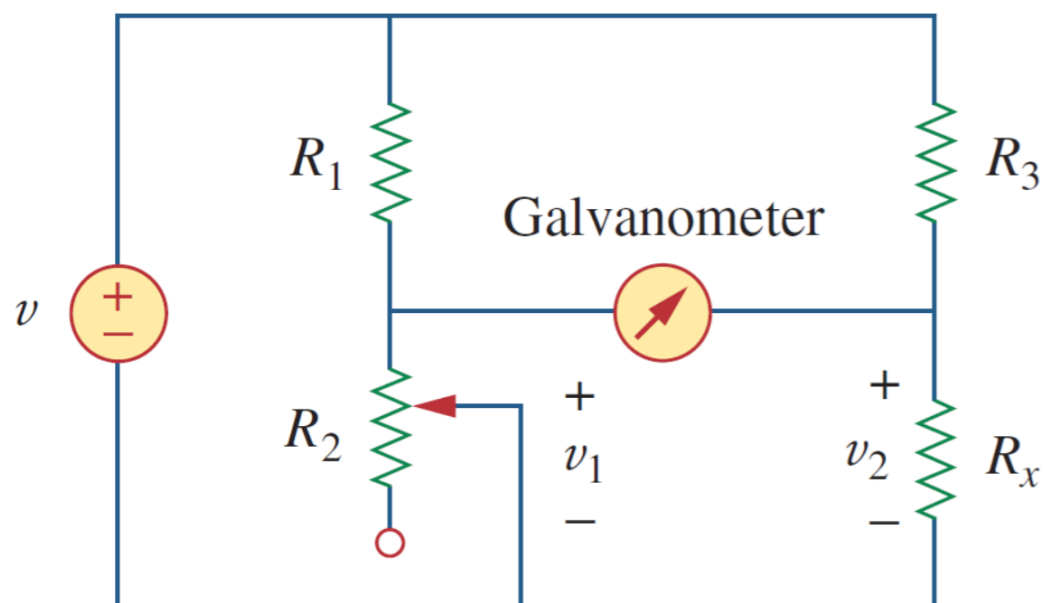 R1
R3
Galvanometer
v
+
−
R2
+
v1
−
+
v2
−
Rx